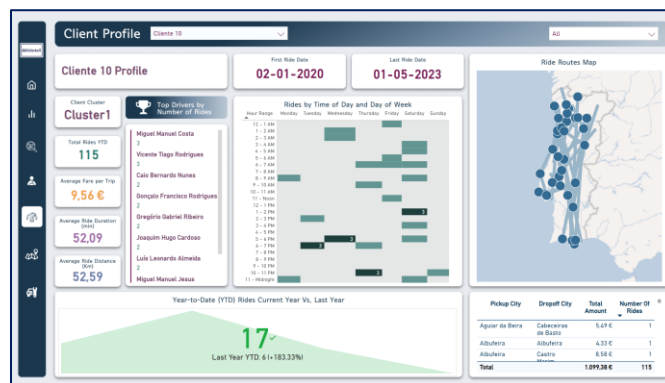 Client Profile
Cliente 10
All
Cliente 10 Profile
First Ride Date
02-01-2020
Last Ride Date
01-05-2023
Ride Routes Map
Client Cluster
Cluster1
Total Rides YTD
115
Average Fare per Trip
9,56 €
Average Ride Duration
(min)
52,09
Average Ride Distance
(Km)
52,59
Top Drivers by
Number of Rides
Miguel Manuel Costa
3
Vicente Tiago Rodrigues
3
Caio Bernardo Nunes
2
Gonçalo Francisco Rodrigues
2
Gregório Gabriel Ribeiro
2
Joaquim Hugo Cardoso
2
Luís Leonardo Almeida
2
Miguel Manuel Jesus
Rides by Time of Day and Day of Week
Hour Range Monday Tuesday Wednesday Thursday Friday Saturday Sunday
12 - 1 AM
1 - 2 AM
2 - 3 AM
3 - 4 AM
4 - 5 AM
5 - 6 AM
6 - 7 AM
7 - 8 AM
8 - 9 AM
9 - 10 AM
10 - 11 AM
11 - Noon
12 - 1 PM
1 - 2 PM 3
2 - 3 PM
3 - 4 PM
4 - 5 PM
5 - 6 PM 3
6 - 7 PM 3
7 - 8 PM
8 - 9 PM
9 - 10 PM
10 - 11 PM 3
11 - Midnight
Year-to-Date (YTD) Rides Current Year Vs. Last Year
17
Last Year YTD: 6 (+183.33%)
Pickup City Dropoff City Total Amount Number Of Rides
Aguiar da Beira Cabeceiras de Basto 5,49 € 1
Albufeira Albufeira 4,33 € 1
Albufeira Castro 8,58 € 1
Total 1.099,38 € 115